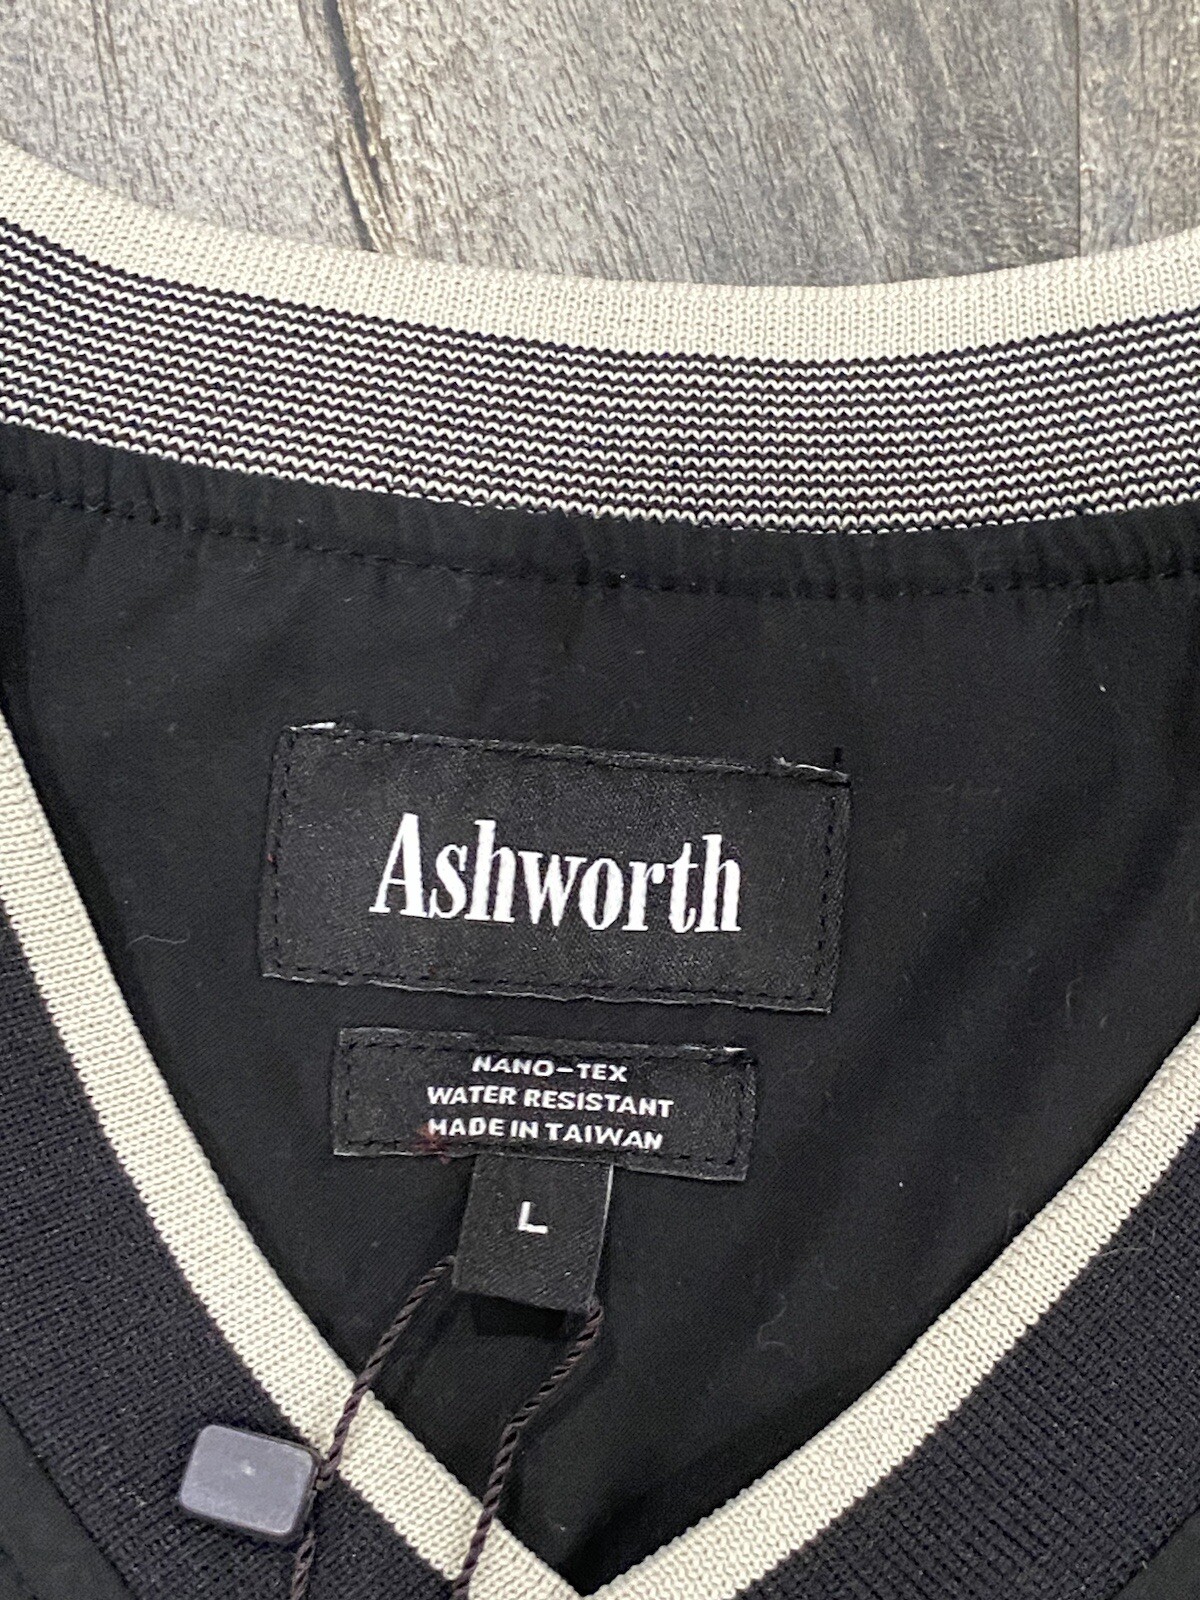 Ashworth
NANO-TEX
WATER RESISTANT
MADE IN TAIWAN
L